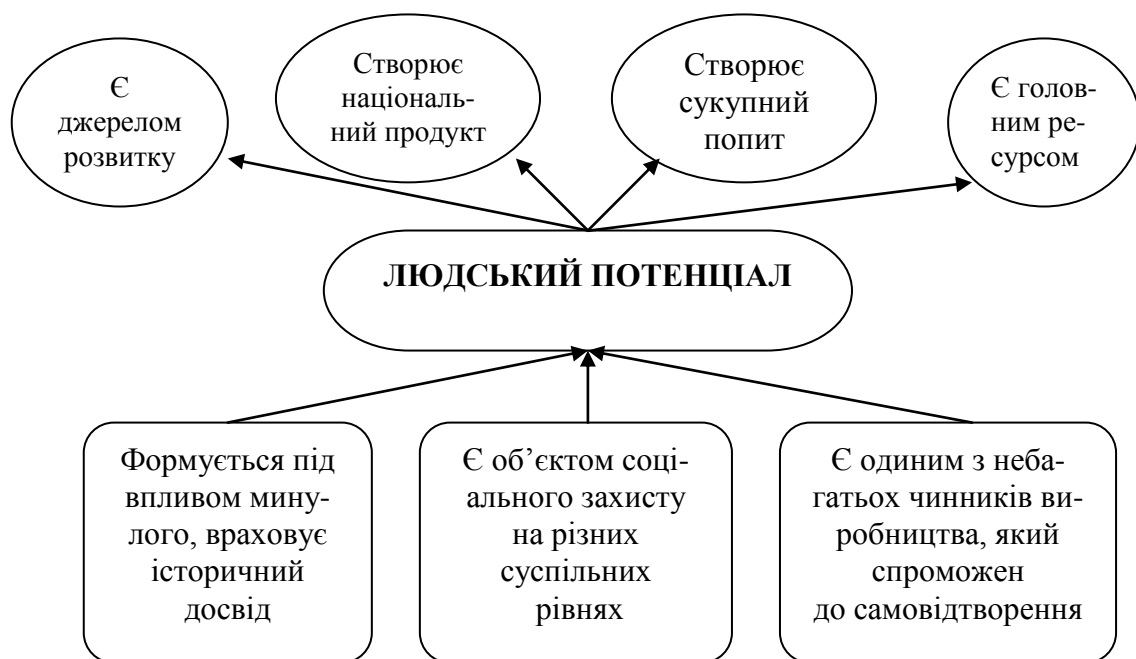 Є
джерелом
розвитку
Створює
національ-
ний продукт
Створює
сукупний
попит
Є голов-
ним ре-
сурсом
ЛЮДСЬКИЙ ПОТЕНЦІАЛ
Формується під
впливом мину-
лого, враховує
історичний
досвід
Є об’єктом соці-
ального захисту
на різних
суспільних
рівнях
Є одиним з неба-
гатьох чинників ви-
робництва, який
спроможен
до самовідтворення